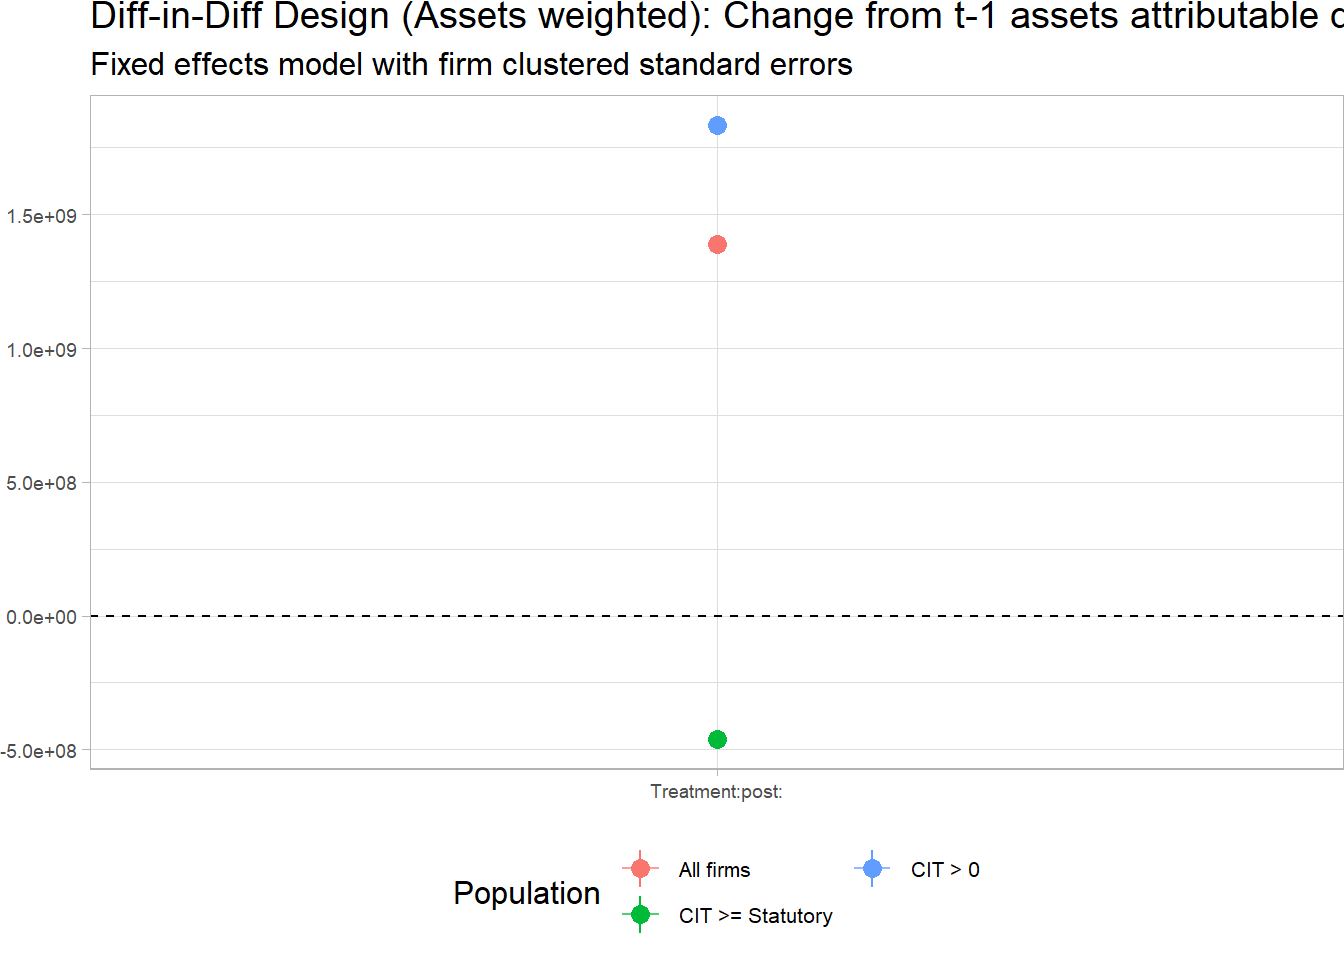 Diff-in-Diff Design (Assets weighted): Change from t-1 assets attributable
Fixed effects model with firm clustered standard errors
1.5e+09
1.0e+09
5.0e+08
0.0e+00
-5.0e+08
Treatment:post:
Population
All firms
CIT > 0
CIT >= Statutory